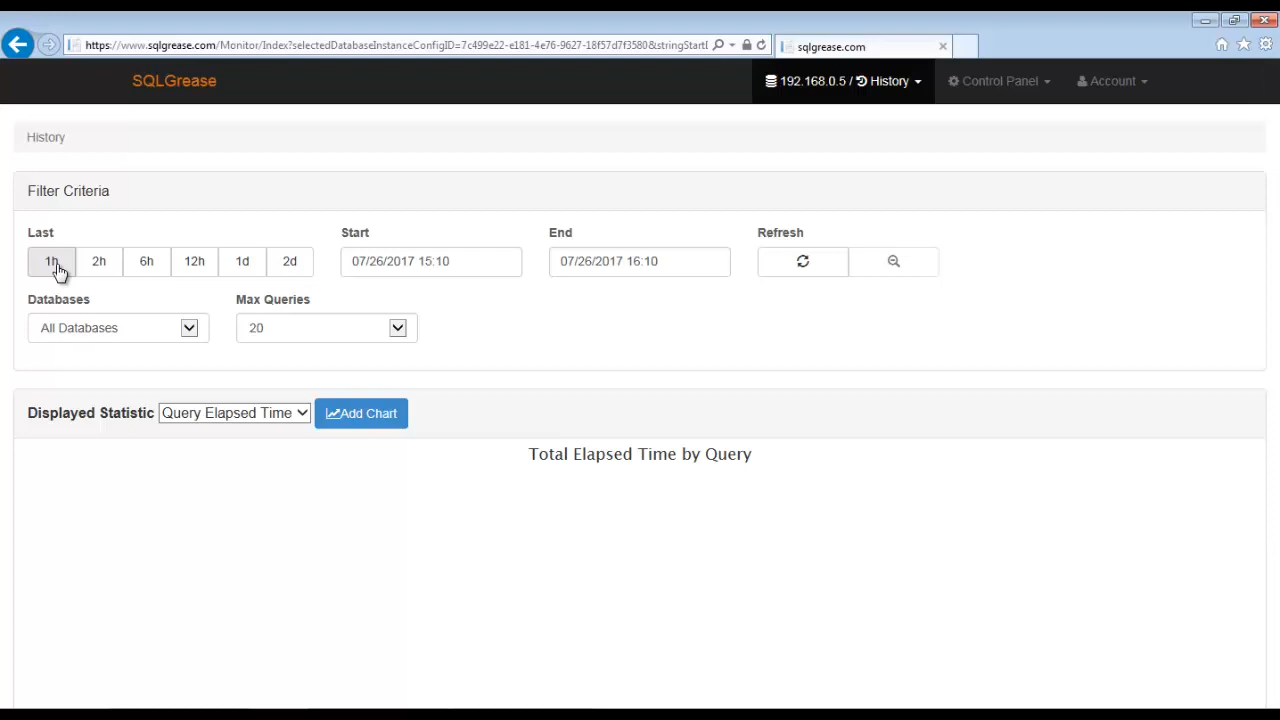 https://www.sqlgrease.com/Monitor/Index?selectedDatabaseInstanceConfigID=7c499e22-e181-4e76-9627-18f57d7f3580&stringStartI
sqlgrease.com
SQLGrease
192.168.0.5 / History
Control Panel
Account
History
Filter Criteria
Last
Start
End
Refresh
1h
2h
6h
12h
1d
2d
07/26/2017 15:10
07/26/2017 16:10
Databases
Max Queries
All Databases
20
Displayed Statistic
Query Elapsed Time
Add Chart
Total Elapsed Time by Query